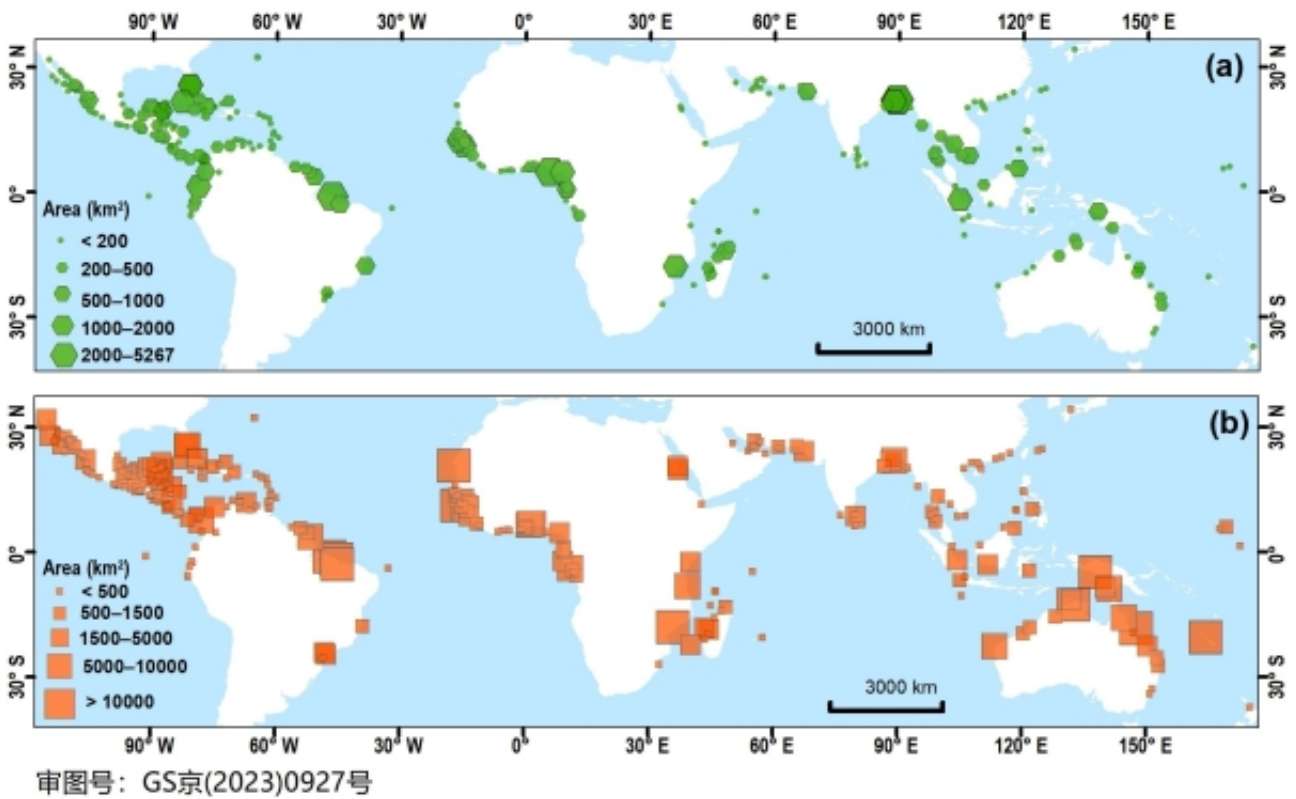 90° W 60° W 30° W 0° 30° E 60° E 90° E 120° E 150° E
(a)
30° N
0°
30° S
Area (km²)
< 200
200–500
500–1000
1000–2000
2000–5267
3000 km
30° N
0°
30° S
(b)
30° N
0°
30° S
Area (km²)
< 500
500–1500
1500–5000
5000–10000
> 10000
3000 km
30° N
0°
30° S
90° W 60° W 30° W 0° 30° E 60° E 90° E 120° E 150° E
审图号：GS京(2023)0927号